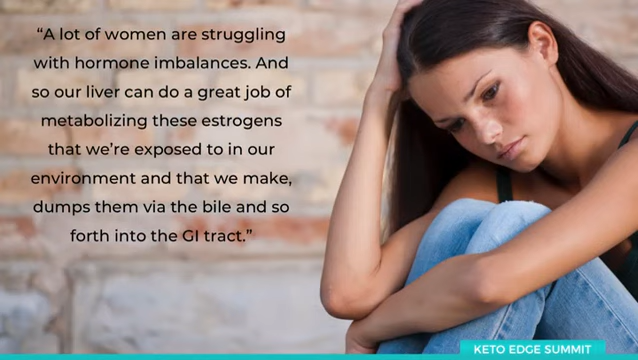 “A lot of women are struggling
with hormone imbalances. And
so our liver can do a great job of
metabolizing these estrogens
that we’re exposed to in our
environment and that we make,
dumps them via the bile and so
forth into the GI tract.”
KETO EDGE SUMMIT